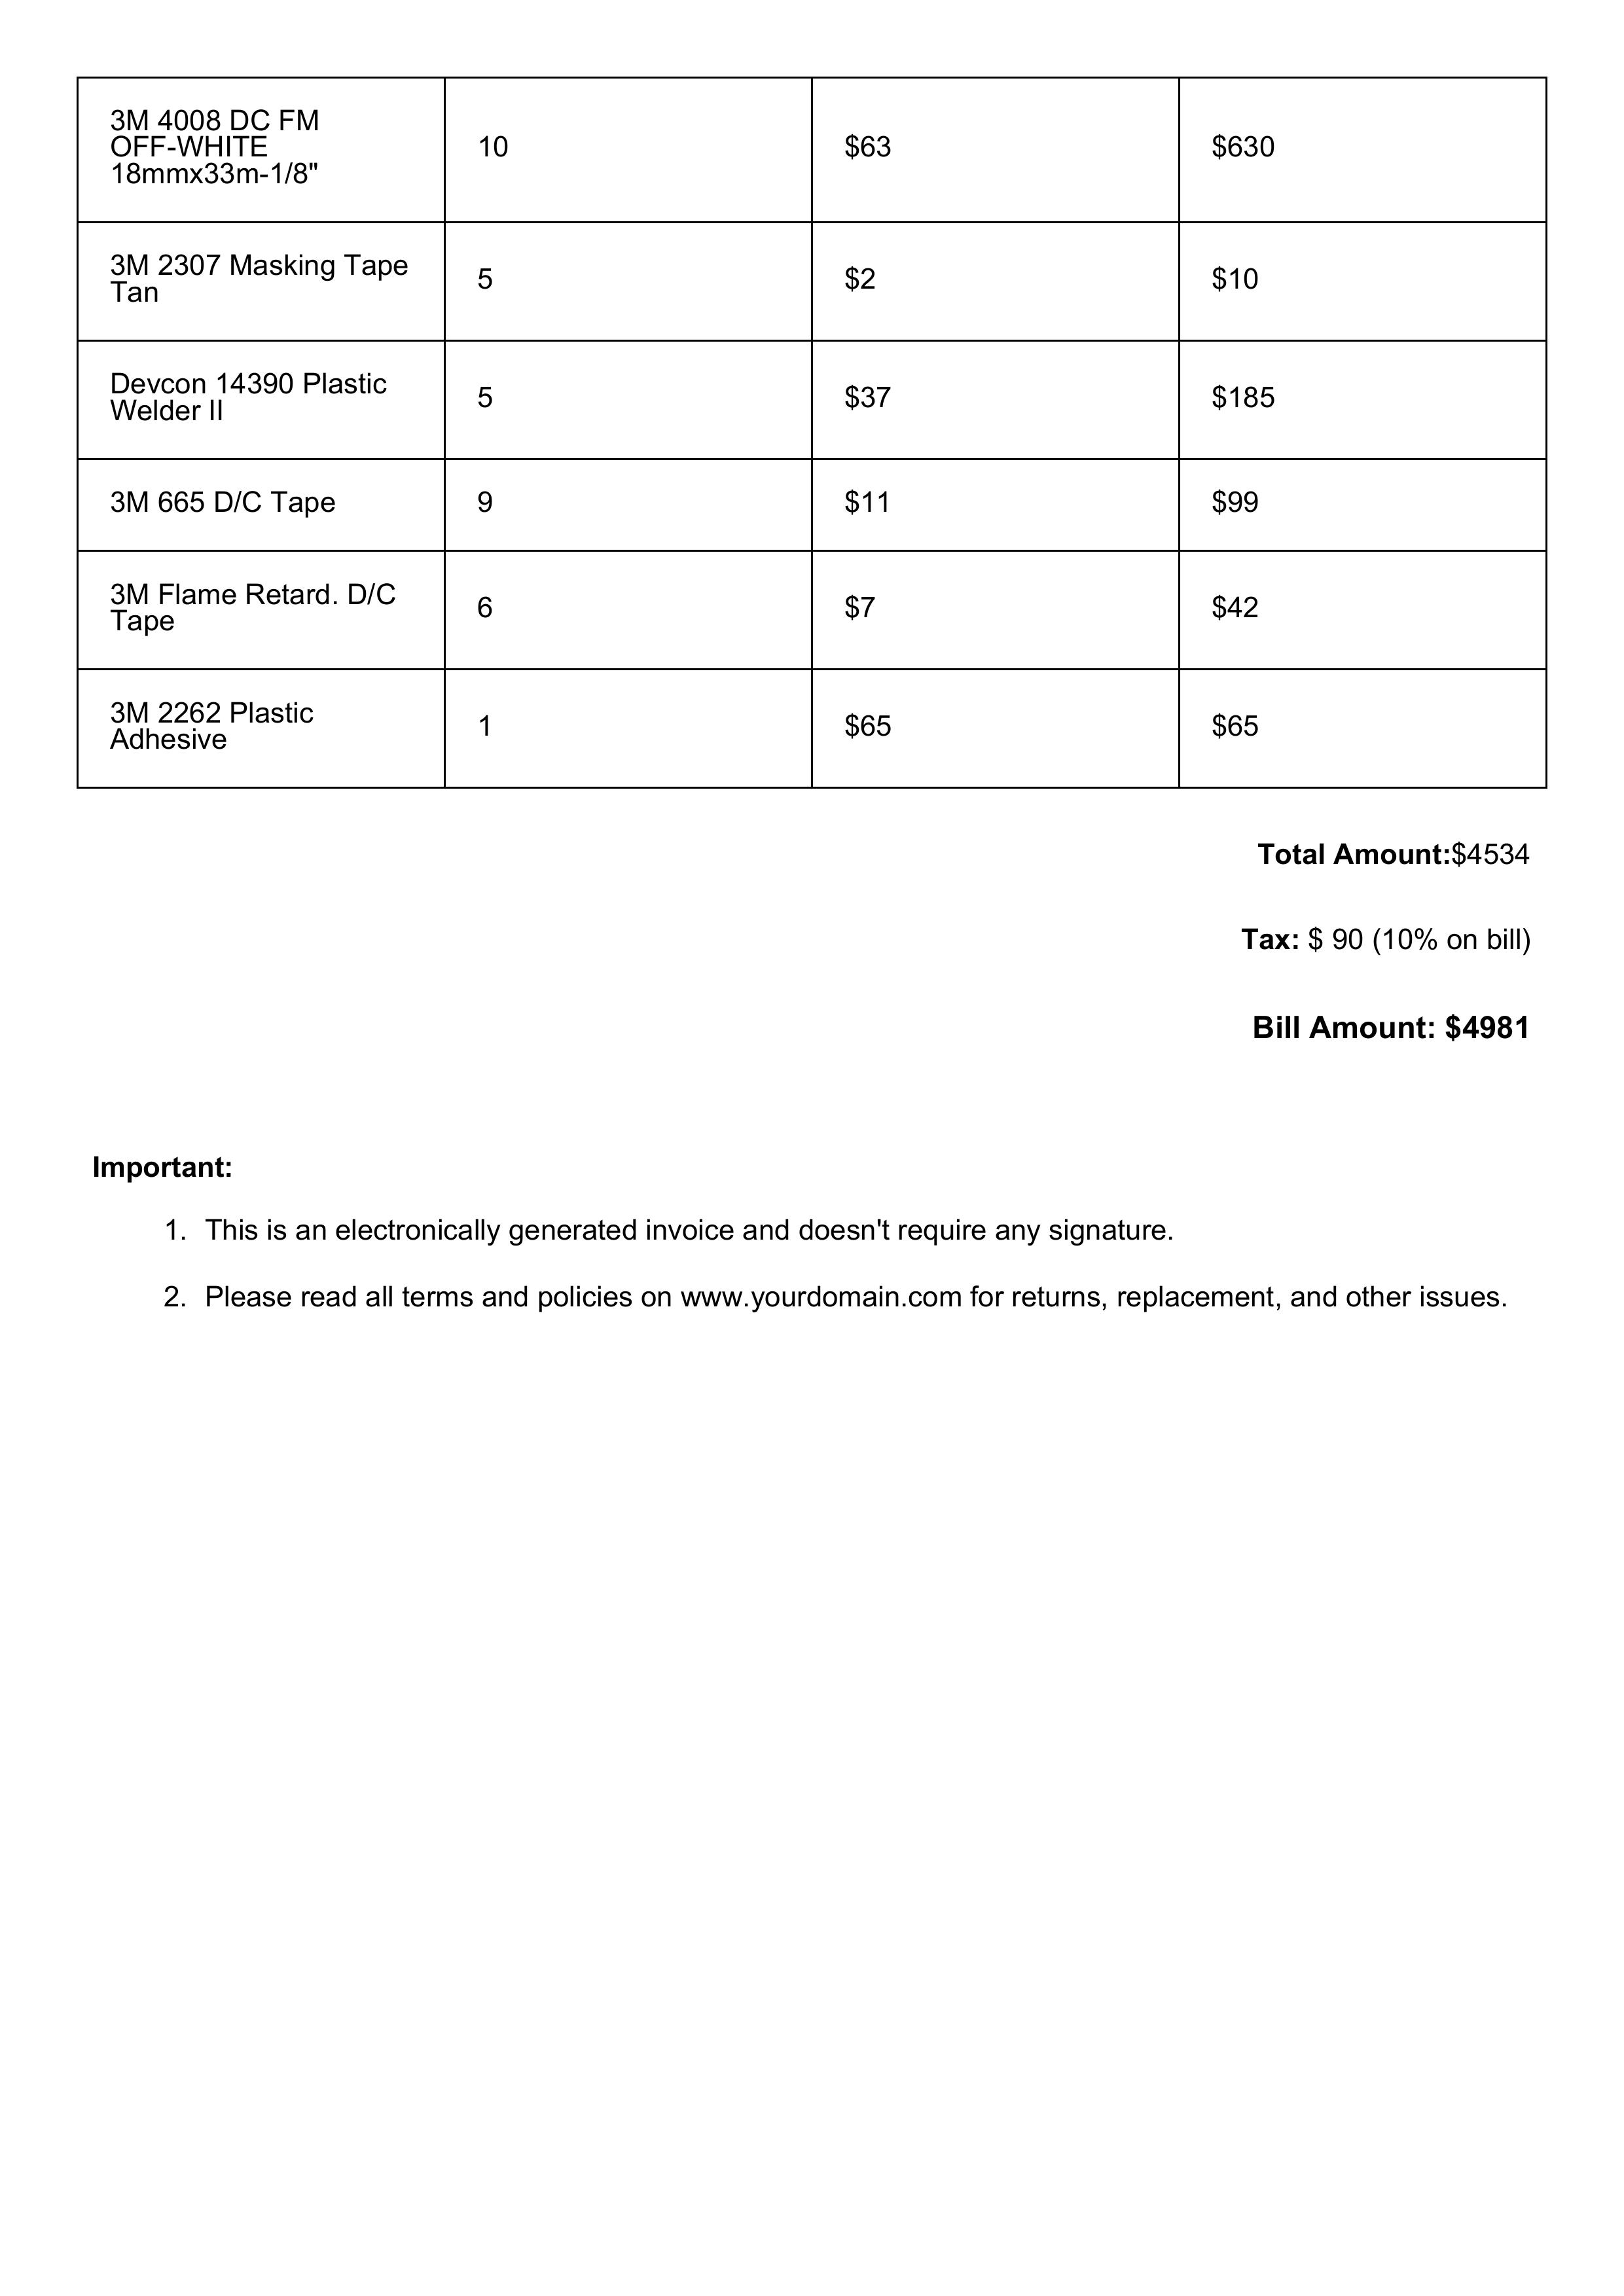 3M 4008 DC FM
OFF-WHITE
18mmx33m-1/8"
10
$63
$630
3M 2307 Masking Tape
Tan
5
$2
$10
Devcon 14390 Plastic
Welder II
5
$37
$185
3M 665 D/C Tape
9
$11
$99
3M Flame Retard. D/C
Tape
6
$7
$42
3M 2262 Plastic
Adhesive
1
$65
$65
Total Amount:$4534
Tax: $ 90 (10% on bill)
Bill Amount: $4981
Important:
1. This is an electronically generated invoice and doesn't require any signature.
2. Please read all terms and policies on www.yourdomain.com for returns, replacement, and other issues.